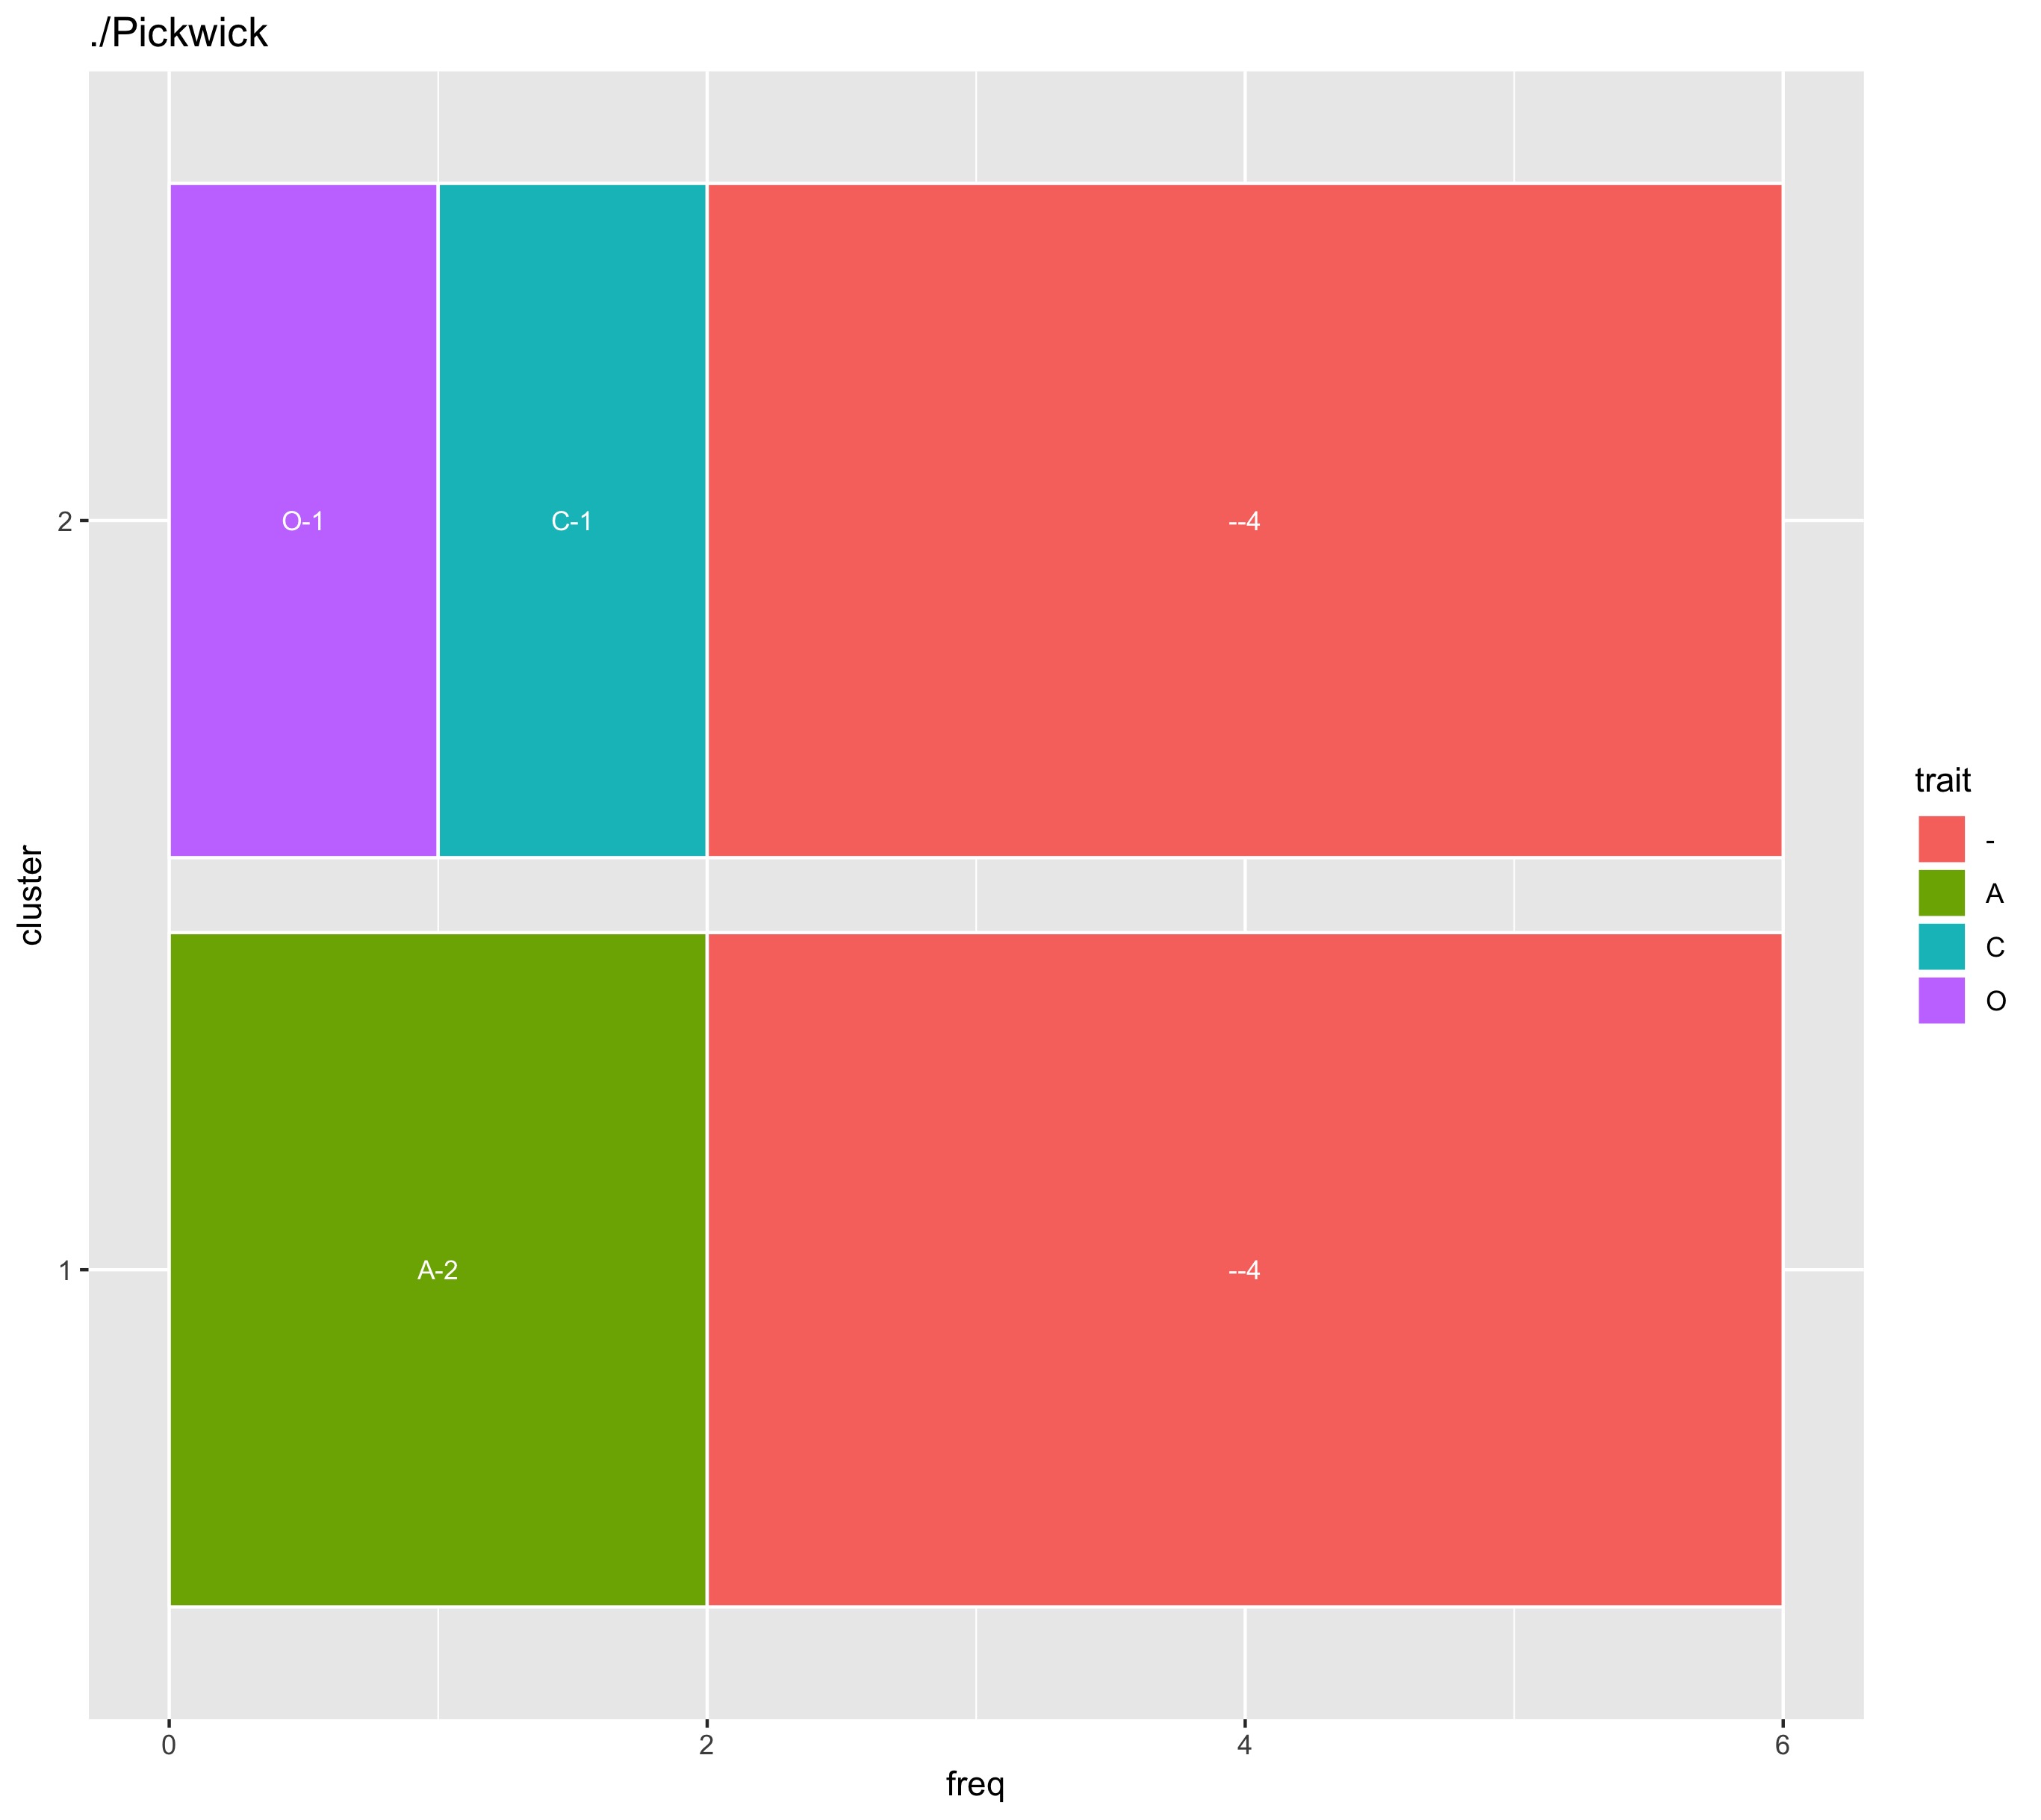 ./Pickwick
O-1
C-1
--4
2
cluster
A-2
--4
1
0
2
4
6
freq
trait
-
A
C
O